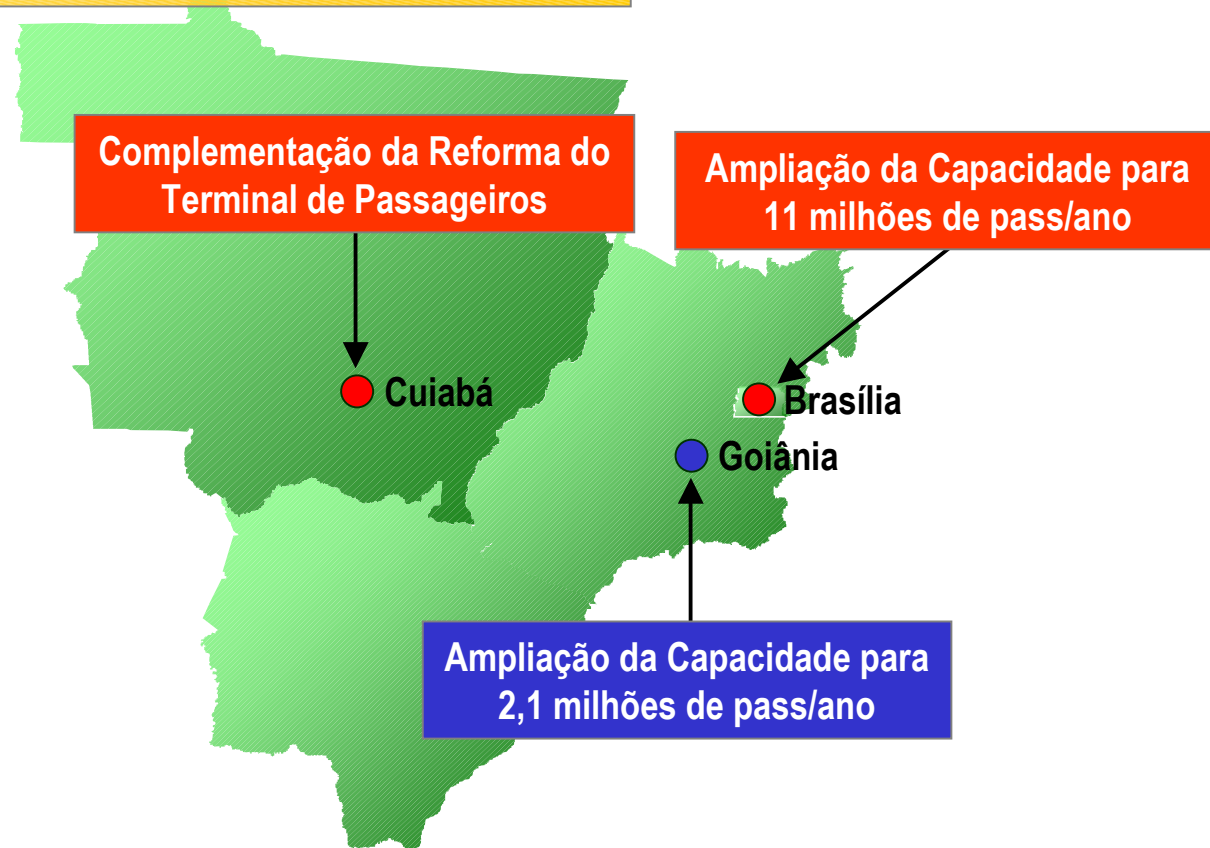 Complementação da Reforma do
Terminal de Passageiros
Ampliação da Capacidade para
11 milhões de pass/ano
Cuiabá
Brasília
Goiânia
Ampliação da Capacidade para
2,1 milhões de pass/ano